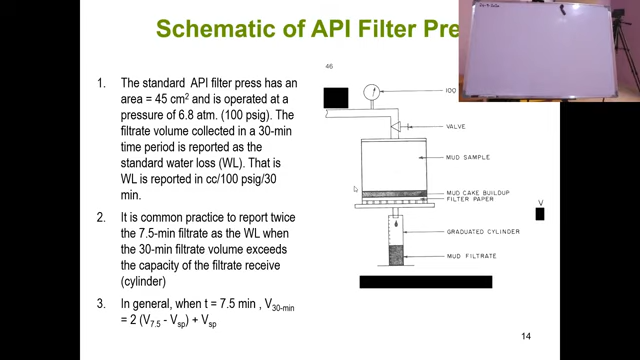 Schematic of API Filter Pre
46
1. The standard API filter press has an
area = 45 cm2 and is operated at a
pressure of 6.8 atm. (100 psig). The
filtrate volume collected in a 30-min
time period is reported as the
standard water loss (WL). That is
WL is reported in cc/100 psig/30
min.
2. It is common practice to report twice
the 7.5-min filtrate as the WL when
the 30-min filtrate volume exceeds
the capacity of the filtrate receive
(cylinder)
3. In general, when t = 7.5 min , V30-min
= 2 (V7.5 - Vsp) + Vsp
100
VALVE
MUD SAMPLE
MUD CAKE BUILDUP
FILTER PAPER
V
GRADUATED CYLINDER
MUD FILTRATE
14